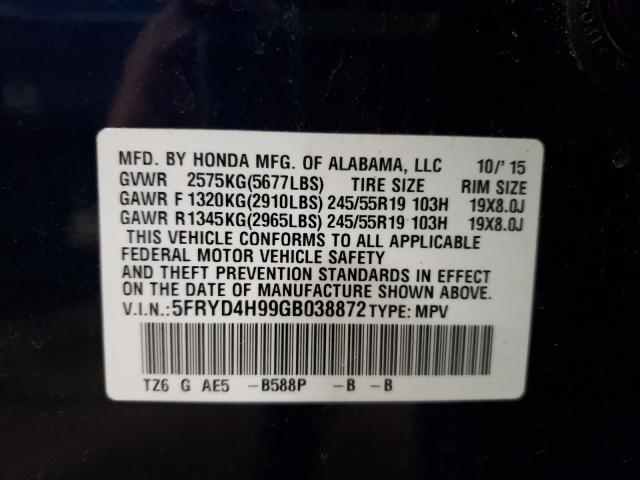 MFD. BY HONDA MFG. OF ALABAMA, LLC 10/' 15
GVWR 2575KG(5677LBS) TIRE SIZE RIM SIZE
GAWR F 1320KG(2910LBS) 245/55R19 103H 19X8.0J
GAWR R1345KG(2965LBS) 245/55R19 103H 19X8.0J
THIS VEHICLE CONFORMS TO ALL APPLICABLE
FEDERAL MOTOR VEHICLE SAFETY
AND THEFT PREVENTION STANDARDS IN EFFECT
ON THE DATE OF MANUFACTURE SHOWN ABOVE.
V.I.N.:5FRYD4H99GB038872 TYPE: MPV
TZ6 G AE5 -B588P -B -B